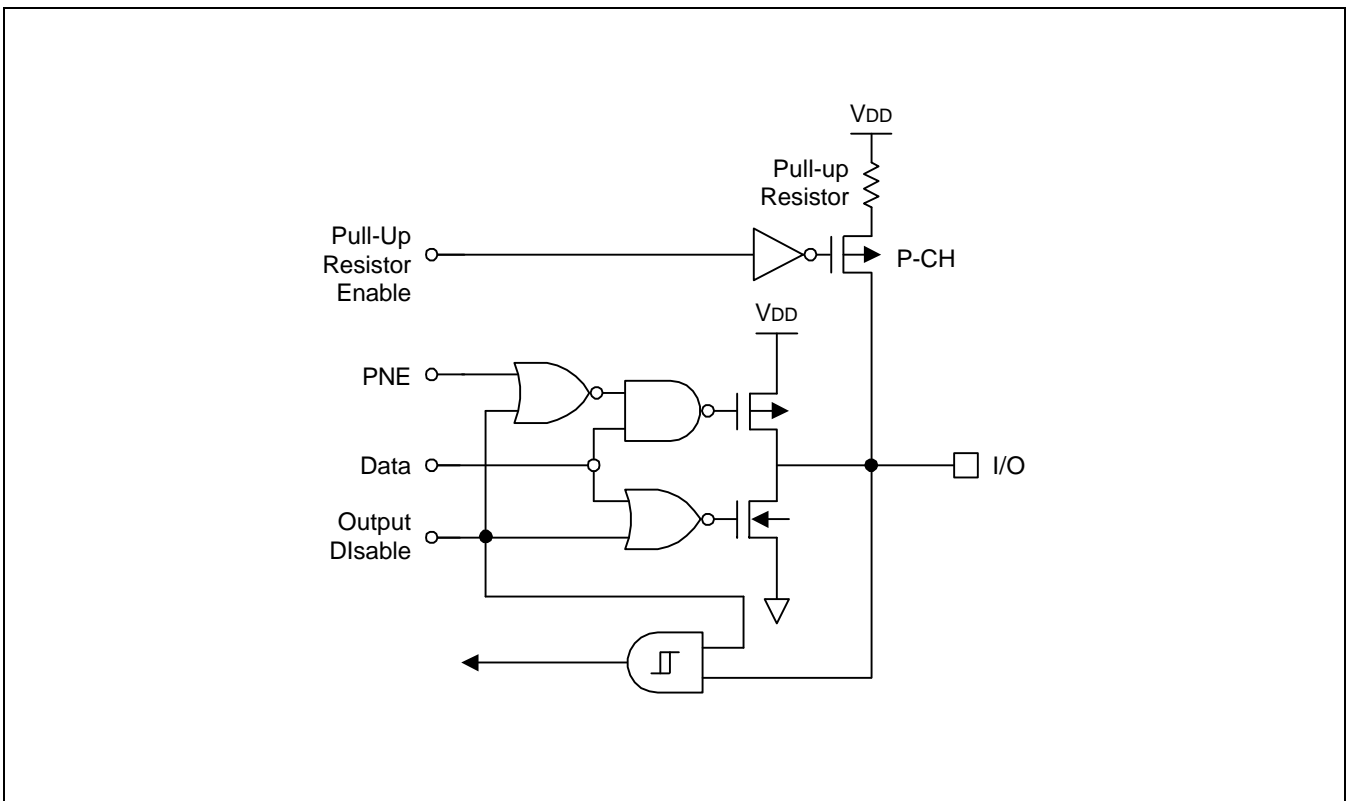 VDD
Pull-up
Resistor
Pull-Up
Resistor
Enable
P-CH
VDD
PNE
Data
I/O
Output
DIsable